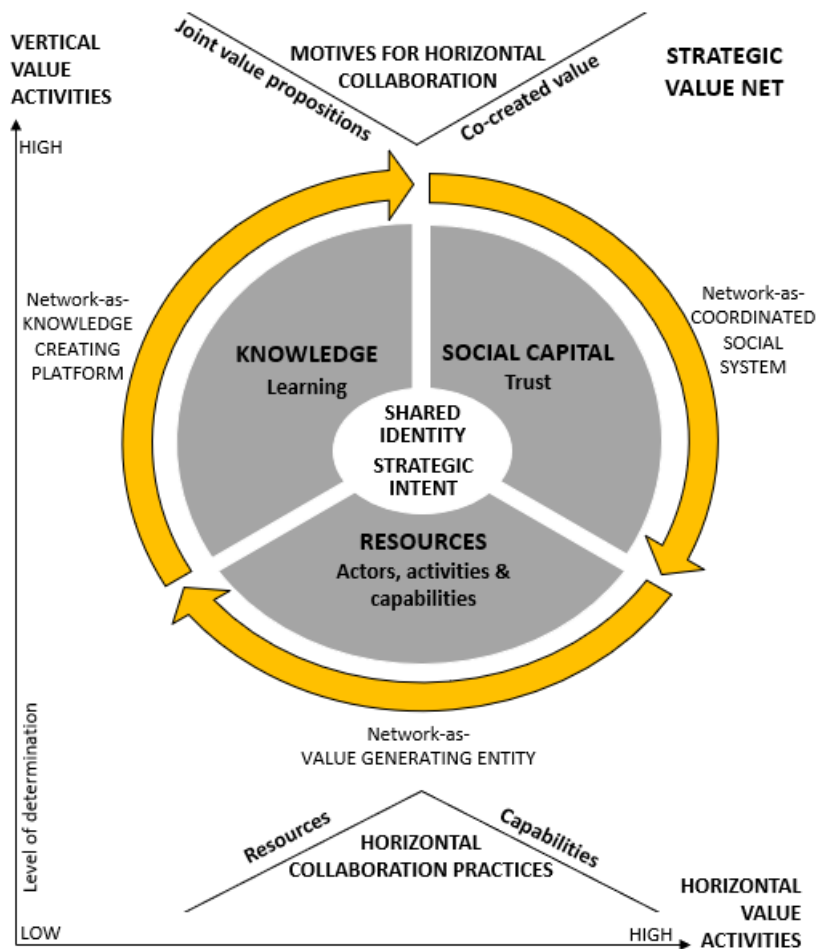 VERTICAL
VALUE
ACTIVITIES
Joint value propositions
MOTIVES FOR HORIZONTAL
COLLABORATION
Co-created value
STRATEGIC
VALUE NET
HIGH
Network-as-
KNOWLEDGE
CREATING
PLATFORM
Network-as-
COORDINATED
SOCIAL
SYSTEM
KNOWLEDGE
Learning
SOCIAL CAPITAL
Trust
SHARED
IDENTITY
STRATEGIC
INTENT
RESOURCES
Actors, activities &
capabilities
Network-as-
VALUE GENERATING ENTITY
Level of determination
Resources
Capabilities
HORIZONTAL
COLLABORATION PRACTICES
HORIZONTAL
VALUE
ACTIVITIES
LOW
HIGH